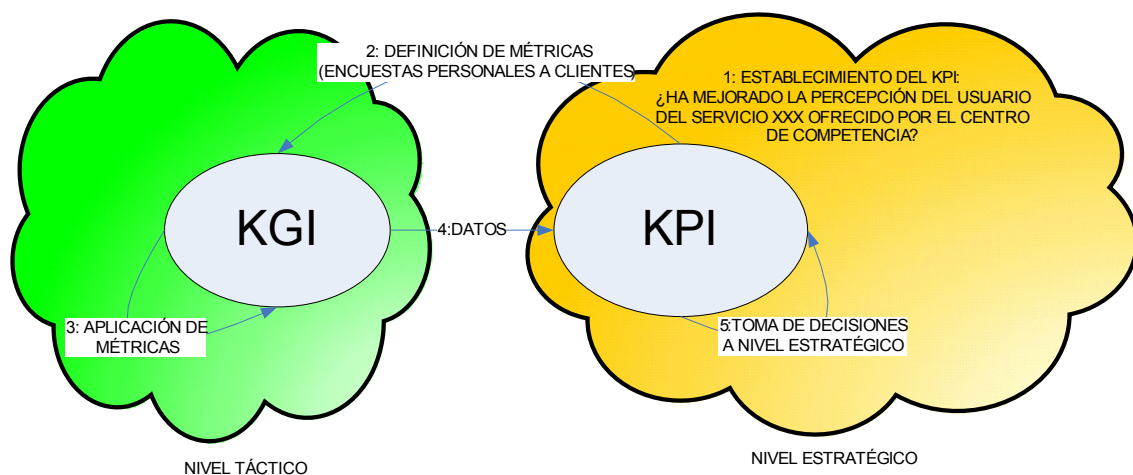 2: DEFINICIÓN DE MÉTRICAS
(ENCUESTAS PERSONALES A CLIENTES)
1: ESTABLECIMIENTO DEL KPI:
¿HA MEJORADO LA PERCEPCIÓN DEL USUARIO
DEL SERVICIO XXX OFRECIDO POR EL CENTRO
DE COMPETENCIA?
KGI
4:DATOS
KPI
3: APLICACIÓN DE
MÉTRICAS
5:TOMA DE DECISIONES
A NIVEL ESTRATÉGICO
NIVEL TÁCTICO
NIVEL ESTRATÉGICO